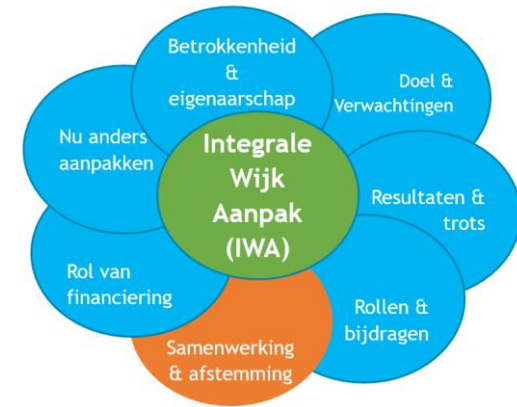 Betrokkenheid
&
eigenaarschap
Doel &
Verwachtingen
Resultaten &
trots
Rollen &
bijdragen
Samenwerking
& afstemming
Rol van
financiering
Nu anders
aanpakken
Integrale
Wijk
Aanpak
(IWA)